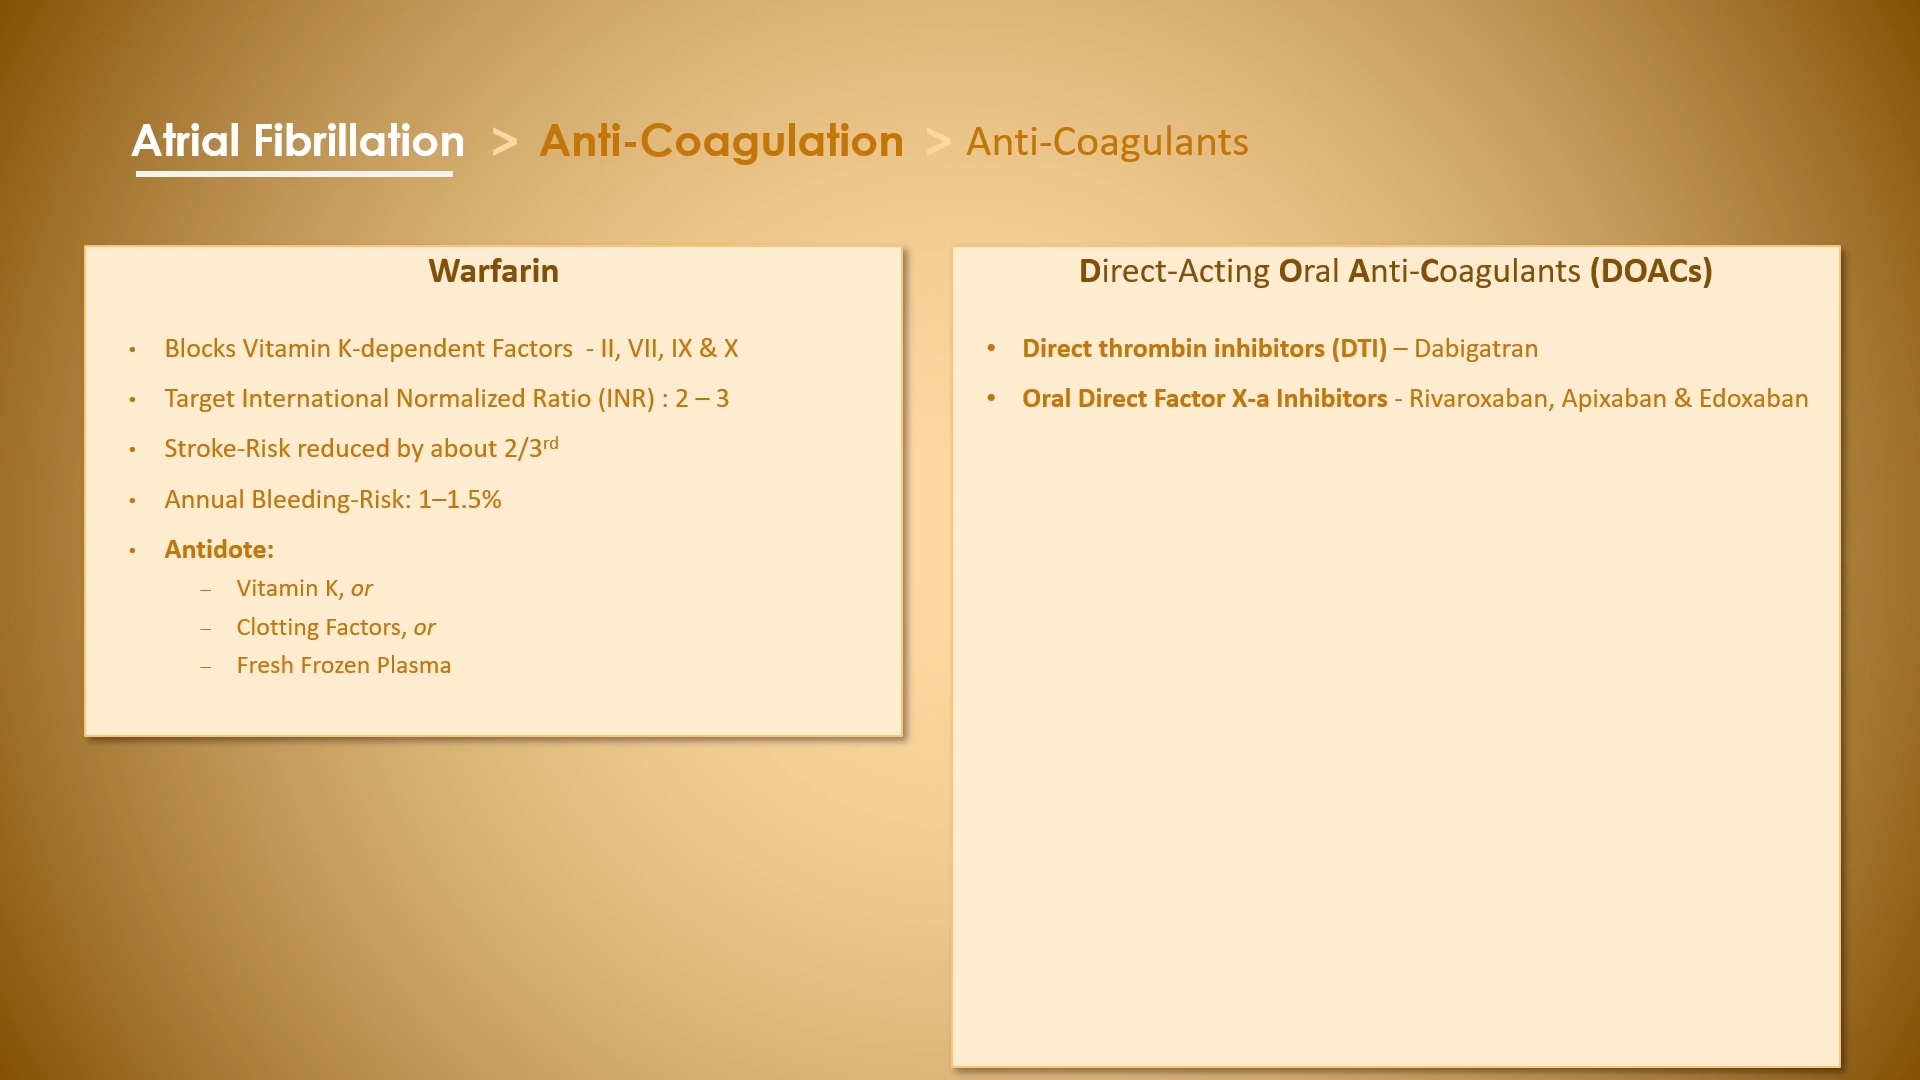 Atrial Fibrillation > Anti-Coagulation > Anti-Coagulants
Warfarin
• Blocks Vitamin K-dependent Factors - II, VII, IX & X
• Target International Normalized Ratio (INR) : 2 – 3
• Stroke-Risk reduced by about 2/3rd
• Annual Bleeding-Risk: 1–1.5%
• Antidote:
– Vitamin K, or
– Clotting Factors, or
– Fresh Frozen Plasma
Direct-Acting Oral Anti-Coagulants (DOACs)
• Direct thrombin inhibitors (DTI) – Dabigatran
• Oral Direct Factor X-a Inhibitors - Rivaroxaban, Apixaban & Edoxaban